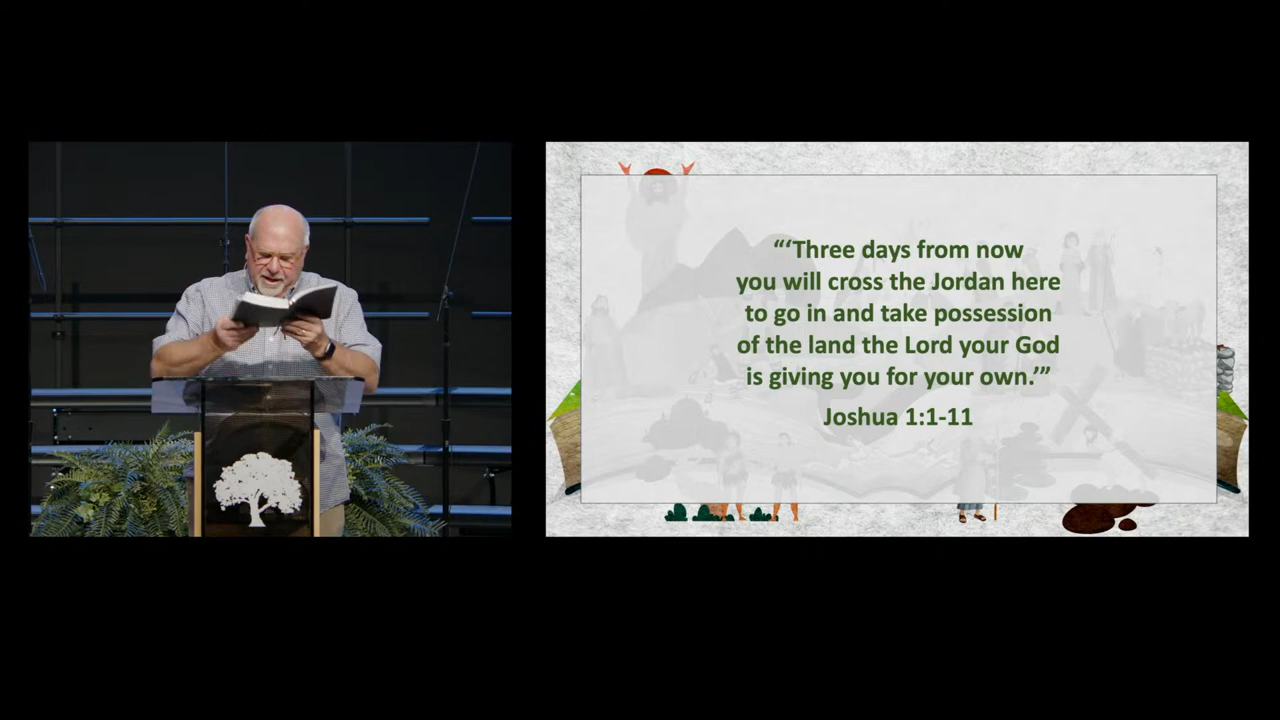 “‘Three days from now
you will cross the Jordan here
to go in and take possession
of the land the Lord your God
is giving you for your own.’”
Joshua 1:1-11